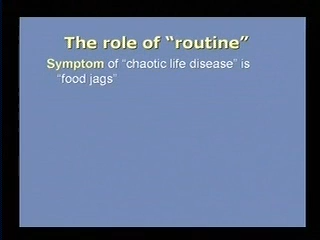 The role of “routine”
Symptom of “chaotic life disease” is
“food jags”